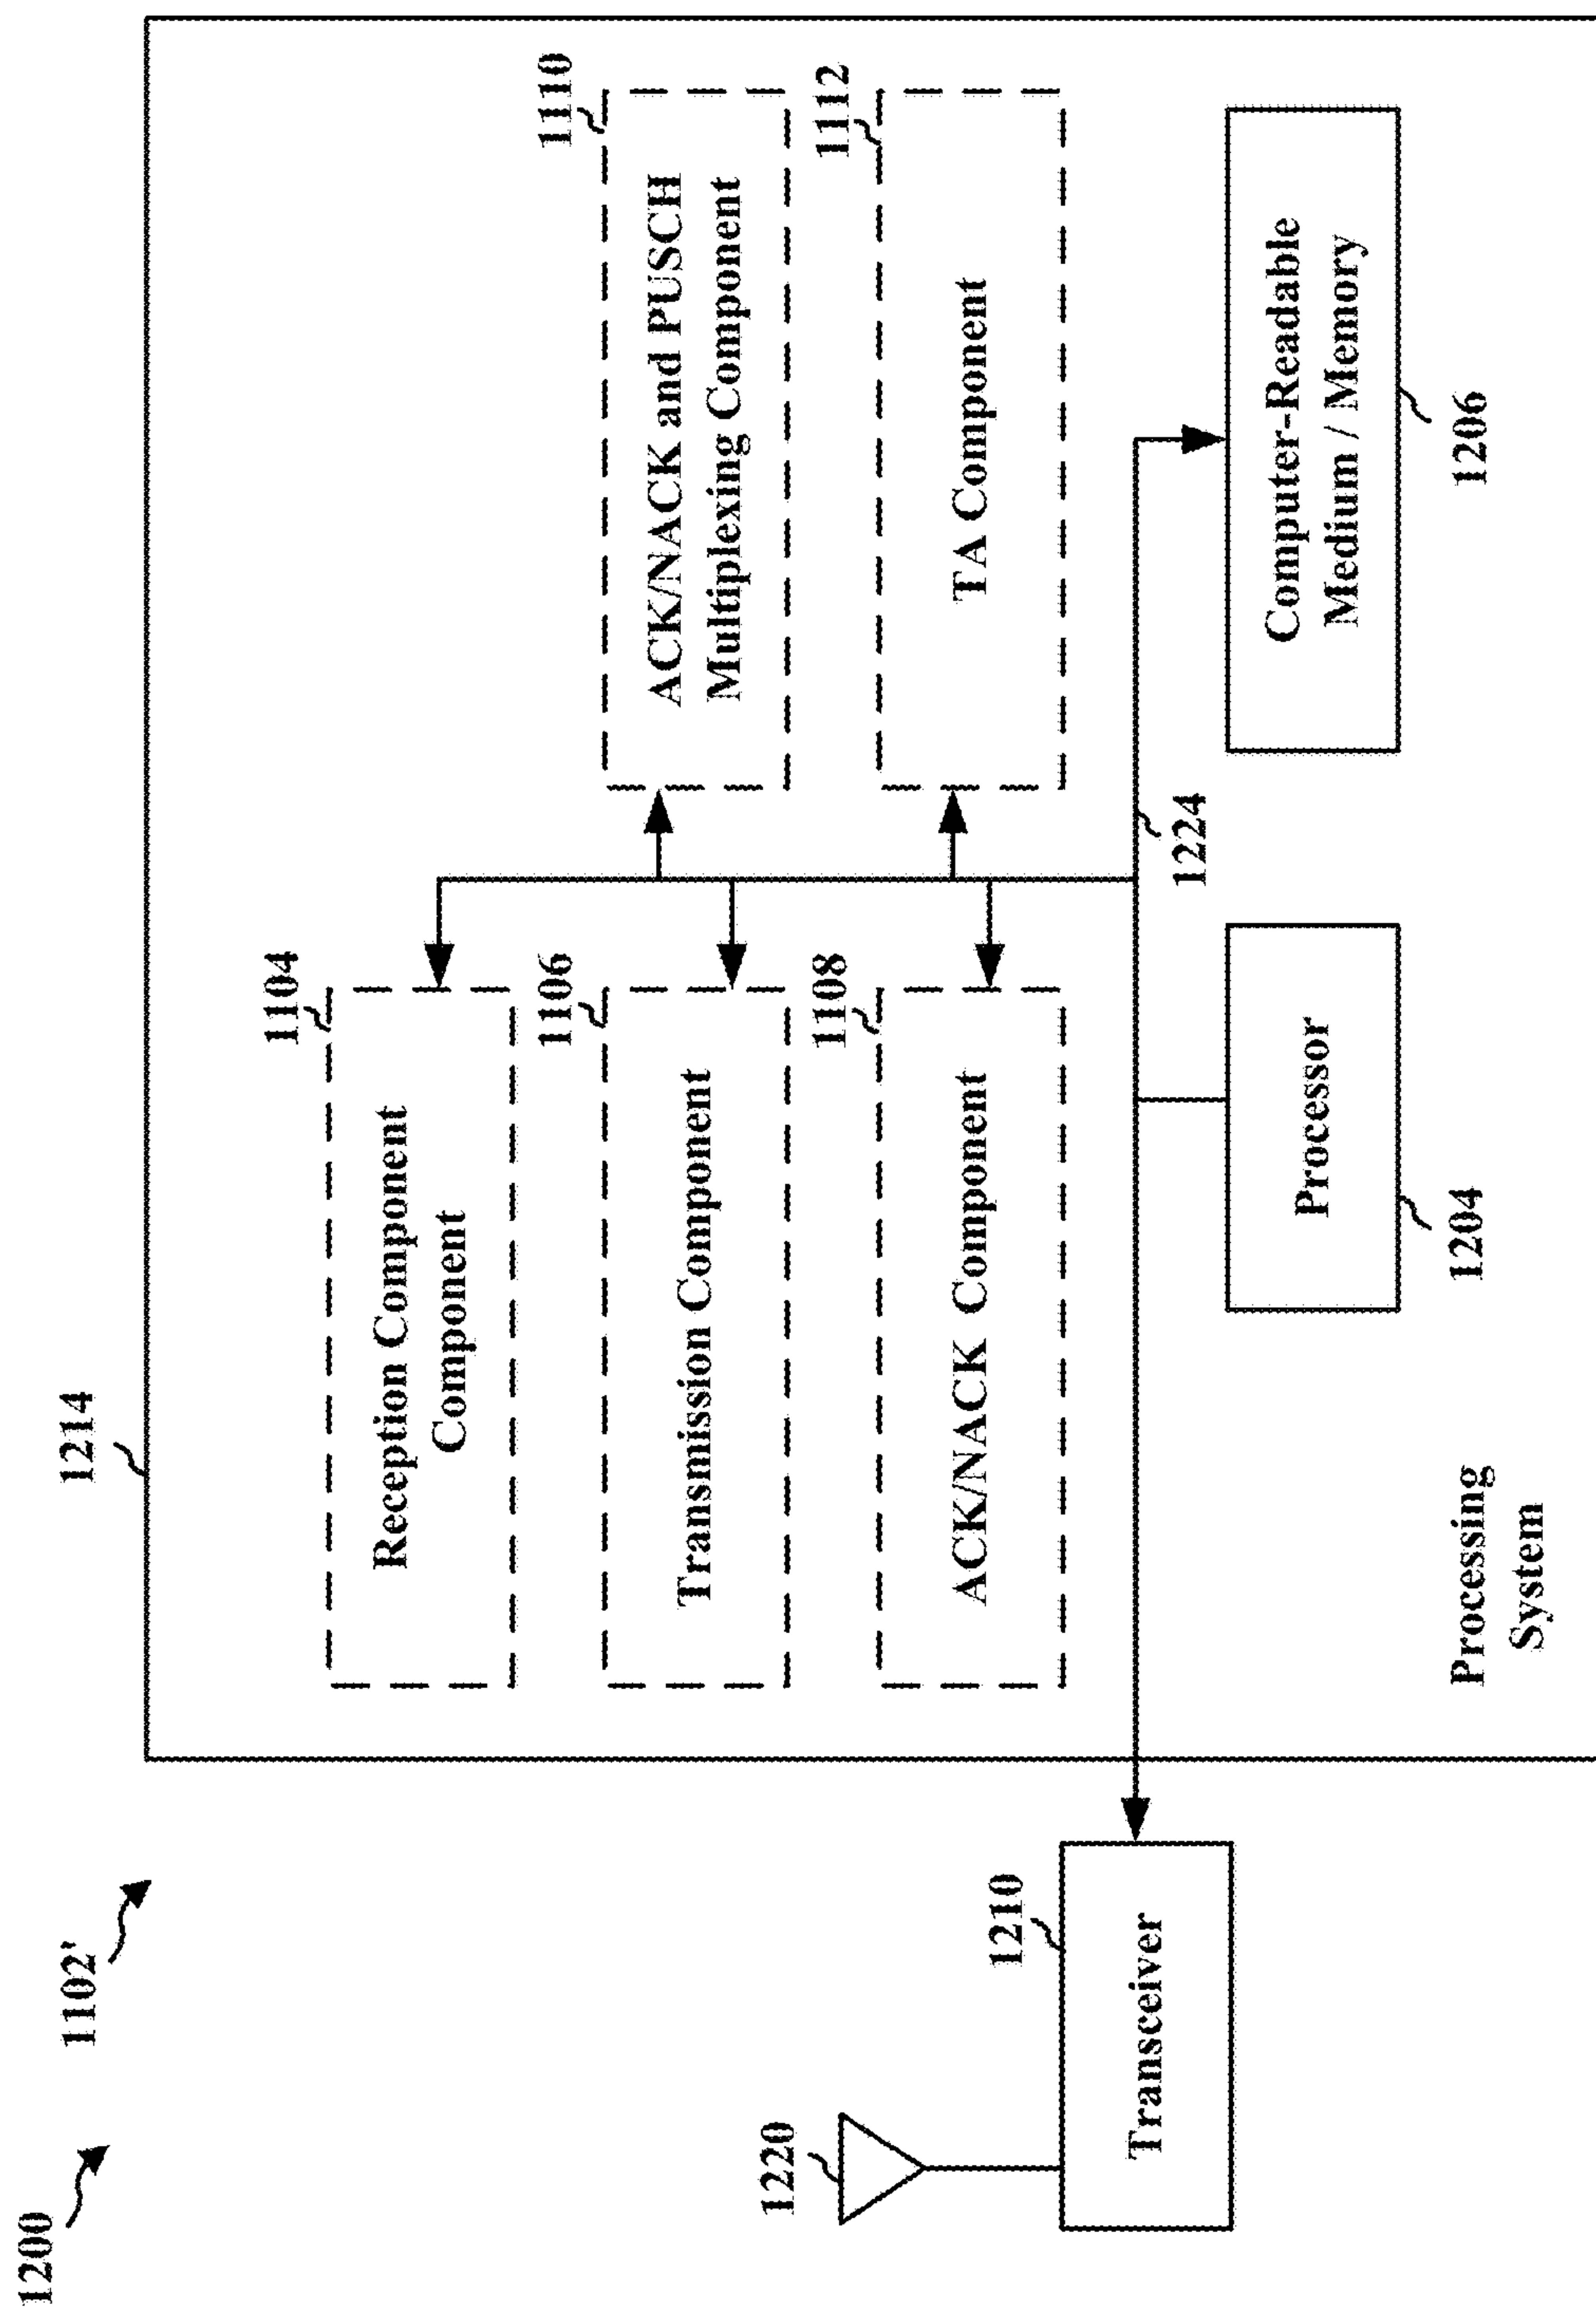 1200
1102'
1214
1104
Reception Component
Component
1110
1106
Transmission Component
ACK/NACK and PUSCH
Multiplexing Component
1220
1108
ACK/NACK Component
1112
TA Component
1210
Transceiver
1224
Processor
1204
Computer-Readable
Medium / Memory
1206
Processing
System